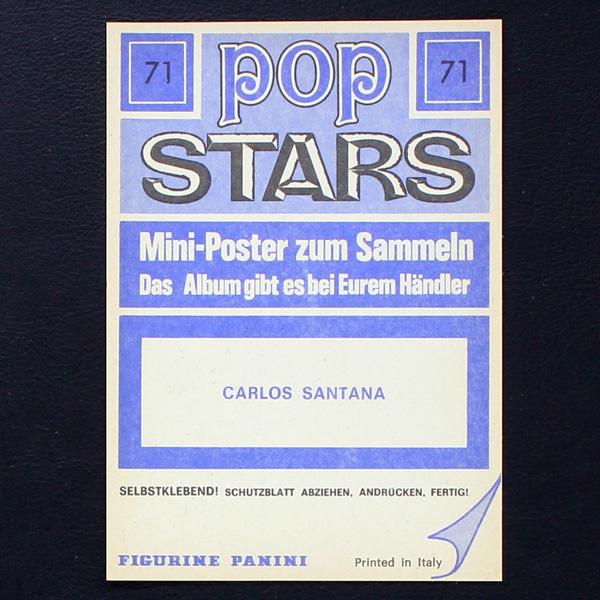 71 pop 71
STARS
Mini-Poster zum Sammeln
Das Album gibt es bei Eurem Händler
CARLOS SANTANA
SELBSTKLEBEND! SCHUTZBLATT ABZIEHEN, ANDRÜCKEN, FERTIG!
FIGURINE PANINI Printed in Italy